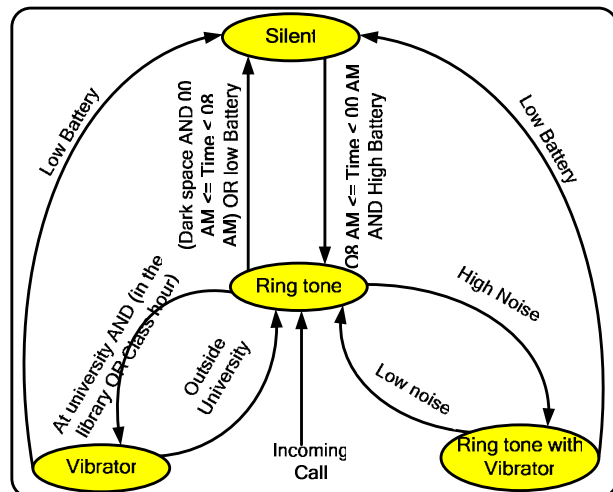 Silent
Low Battery
(Dark space AND 00
AM <= Time < 08
AM) OR low Battery
O8 AM <= Time < 00 AM
AND High Battery
Low Battery
Ring tone
At university AND (in the
library OR Class hour)
Outside
University
High Noise
Low noise
Vibrator
Incoming
Call
Ring tone with
Vibrator